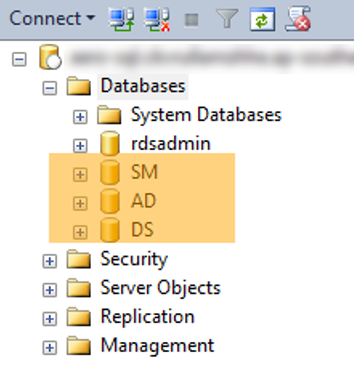 Connect
Databases
System Databases
rdsadmin
SM
AD
DS
Security
Server Objects
Replication
Management